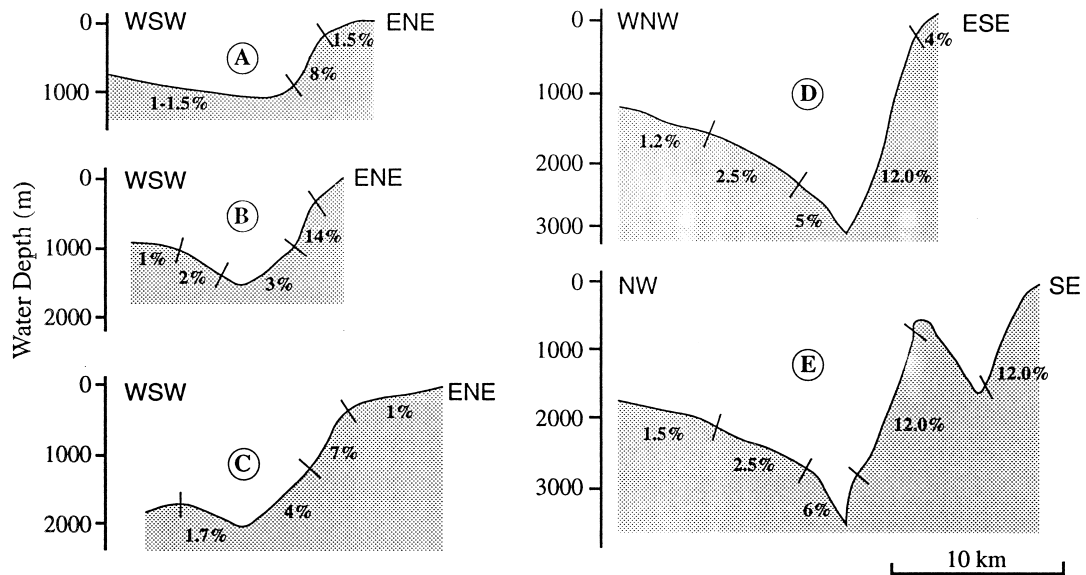 Water Depth (m)
WSW
ENE
A
0
1000
1-1.5%
8%
1.5%
WSW
ENE
B
0
1000
2000
1%
2%
3%
14%
WSW
ENE
C
0
1000
2000
1.7%
4%
7%
1%
WNW
ESE
D
0
1000
2000
3000
1.2%
2.5%
5%
12.0%
4%
NW
SE
E
0
1000
2000
3000
1.5%
2.5%
6%
12.0%
12.0%
10 km